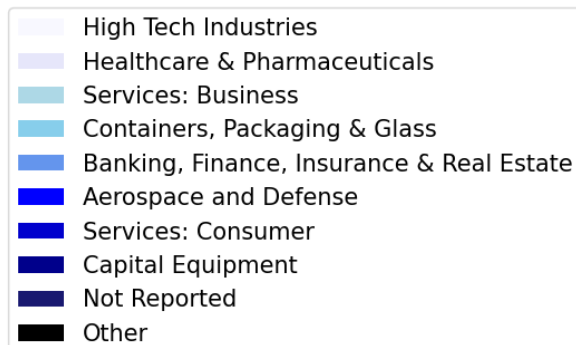 High Tech Industries
Healthcare & Pharmaceuticals
Services: Business
Containers, Packaging & Glass
Banking, Finance, Insurance & Real Estate
Aerospace and Defense
Services: Consumer
Capital Equipment
Not Reported
Other